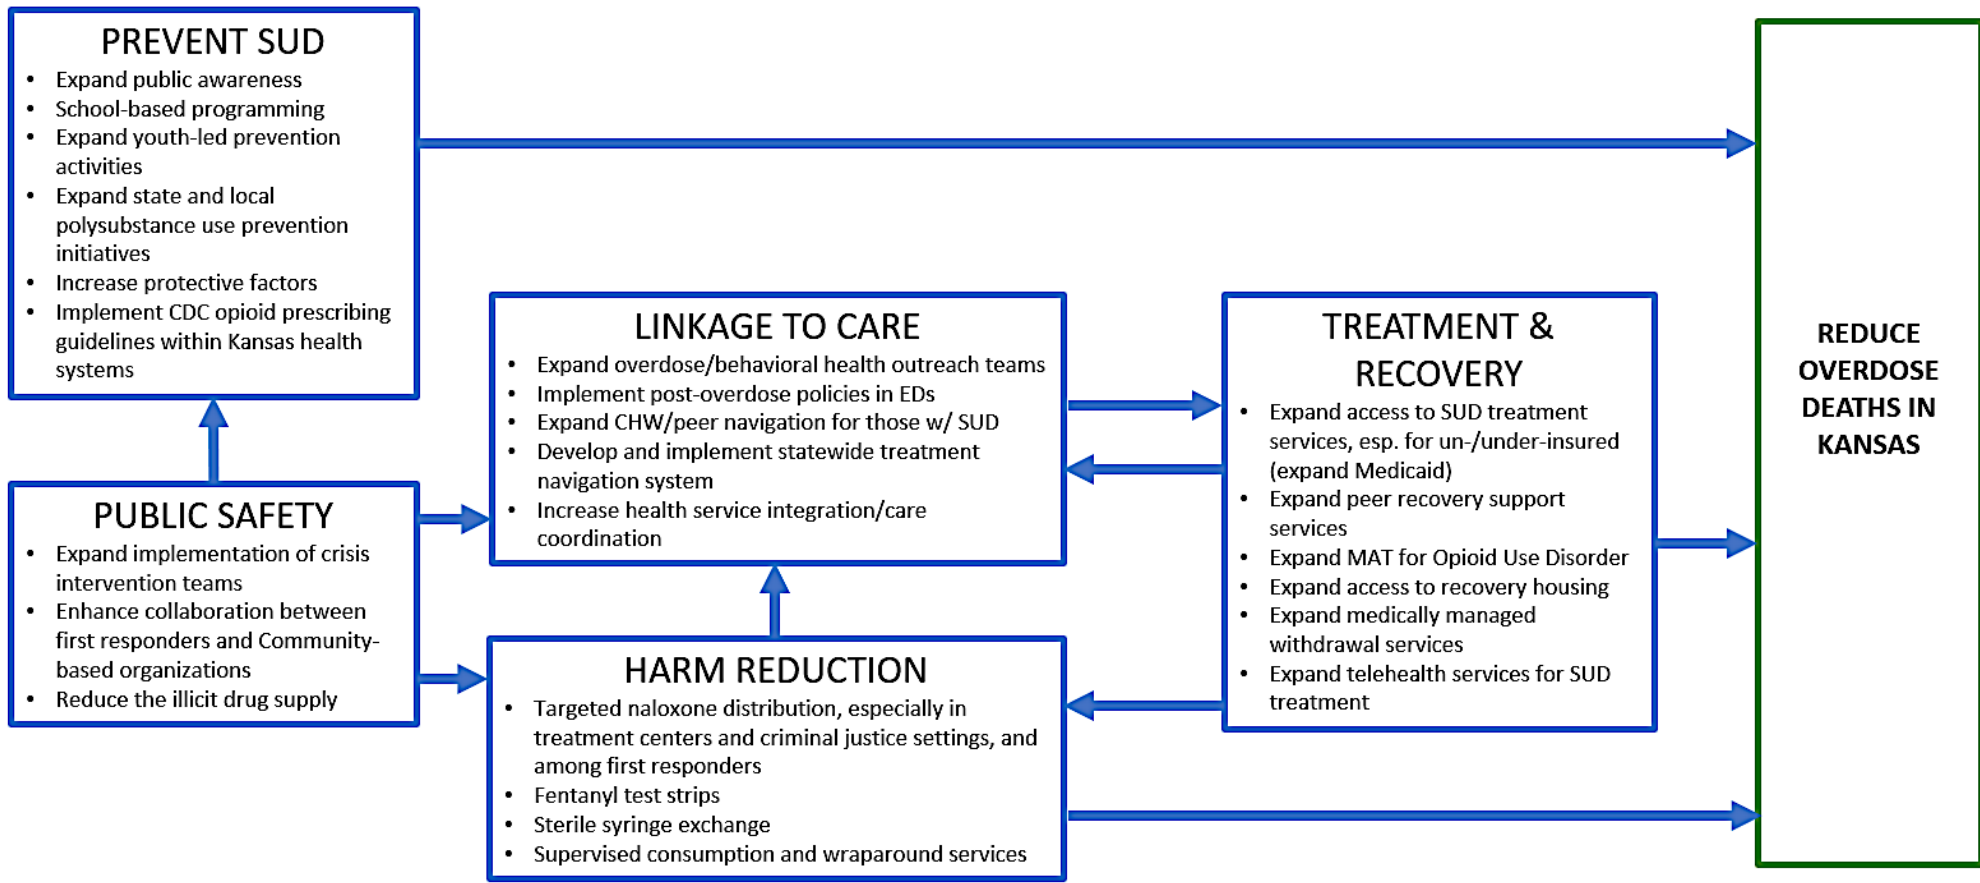 PREVENT SUD
• Expand public awareness
• School-based programming
• Expand youth-led prevention
activities
• Expand state and local
polysubstance use prevention
initiatives
• Increase protective factors
• Implement CDC opioid prescribing
guidelines within Kansas health
systems
PUBLIC SAFETY
• Expand implementation of crisis
intervention teams
• Enhance collaboration between
first responders and Community-
based organizations
• Reduce the illicit drug supply
LINKAGE TO CARE
• Expand overdose/behavioral health outreach teams
• Implement post-overdose policies in EDs
• Expand CHW/peer navigation for those w/ SUD
• Develop and implement statewide treatment
navigation system
• Increase health service integration/care
coordination
HARM REDUCTION
• Targeted naloxone distribution, especially in
treatment centers and criminal justice settings, and
among first responders
• Fentanyl test strips
• Sterile syringe exchange
• Supervised consumption and wraparound services
TREATMENT &
RECOVERY
• Expand access to SUD treatment
services, esp. for un-/under-insured
(expand Medicaid)
• Expand peer recovery support
services
• Expand MAT for Opioid Use Disorder
• Expand access to recovery housing
• Expand medically managed
withdrawal services
• Expand telehealth services for SUD
treatment
REDUCE
OVERDOSE
DEATHS IN
KANSAS